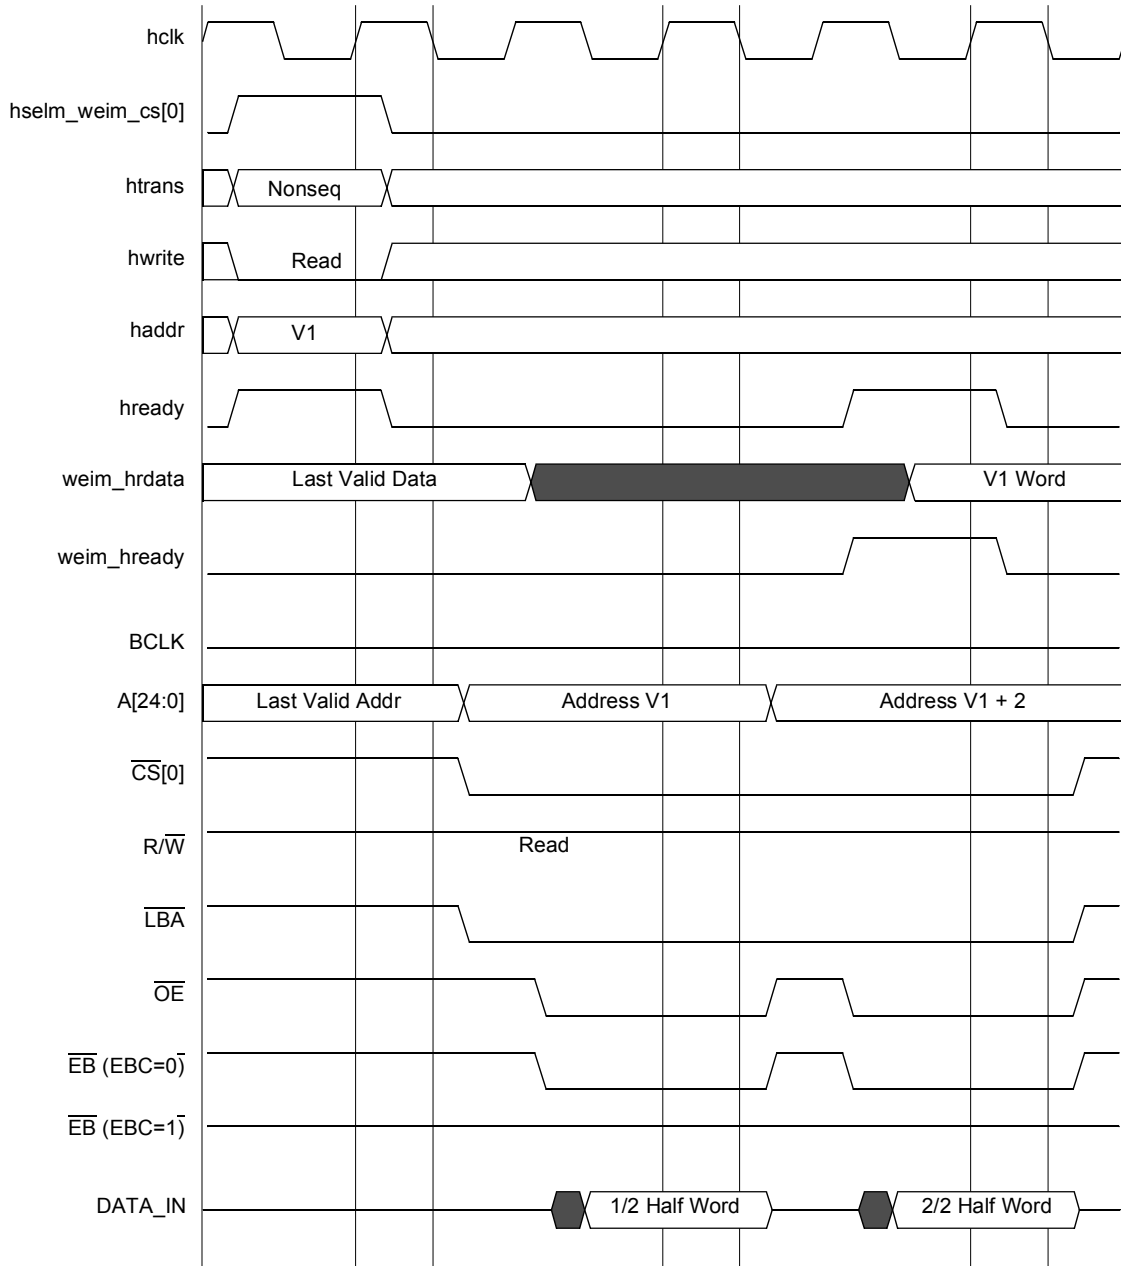 hclk
hselm_weim_cs[0]
htrans Nonseq
hwrite Read
haddr V1
hready
weim_hrdata Last Valid Data V1 Word
weim_hready
BCLK
A[24:0] Last Valid Addr Address V1 Address V1 + 2
CS[0]
R/W Read
LBA
OE
EB (EBC=0)
EB (EBC=1)
DATA_IN 1/2 Half Word 2/2 Half Word